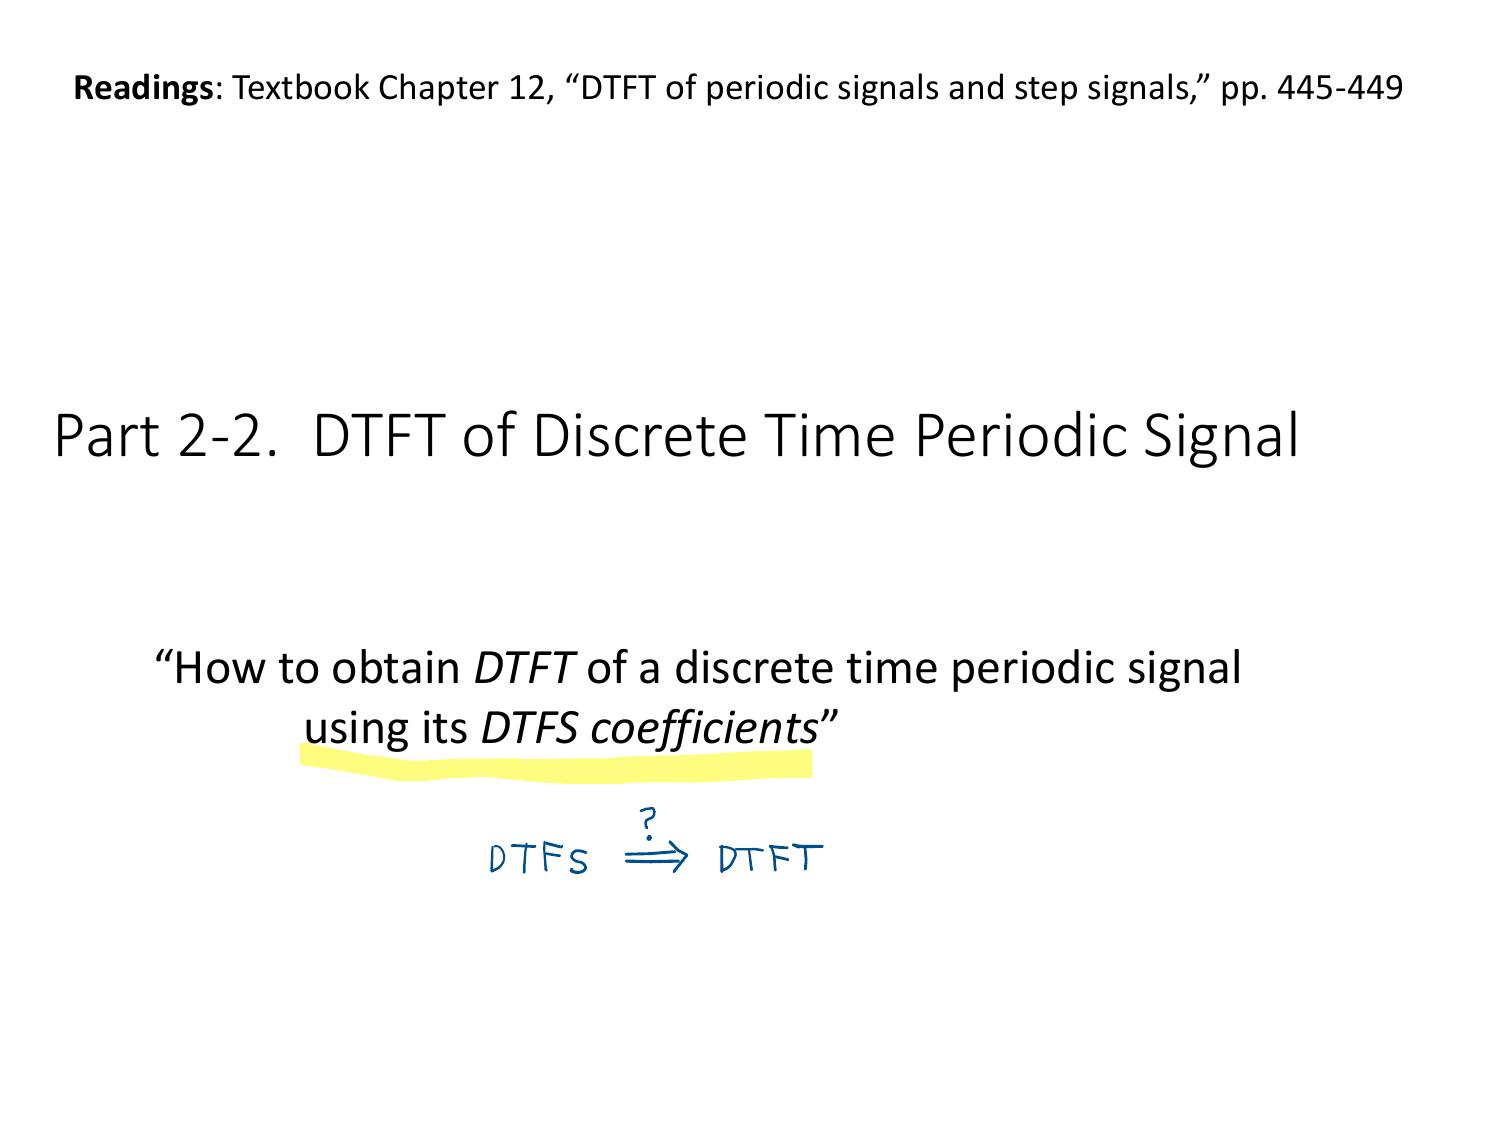 Readings: Textbook Chapter 12, “DTFT of periodic signals and step signals,” pp. 445-449
Part 2-2. DTFT of Discrete Time Periodic Signal
“How to obtain DTFT of a discrete time periodic signal
using its DTFS coefficients”
?
DTFS ⇒ DTFT